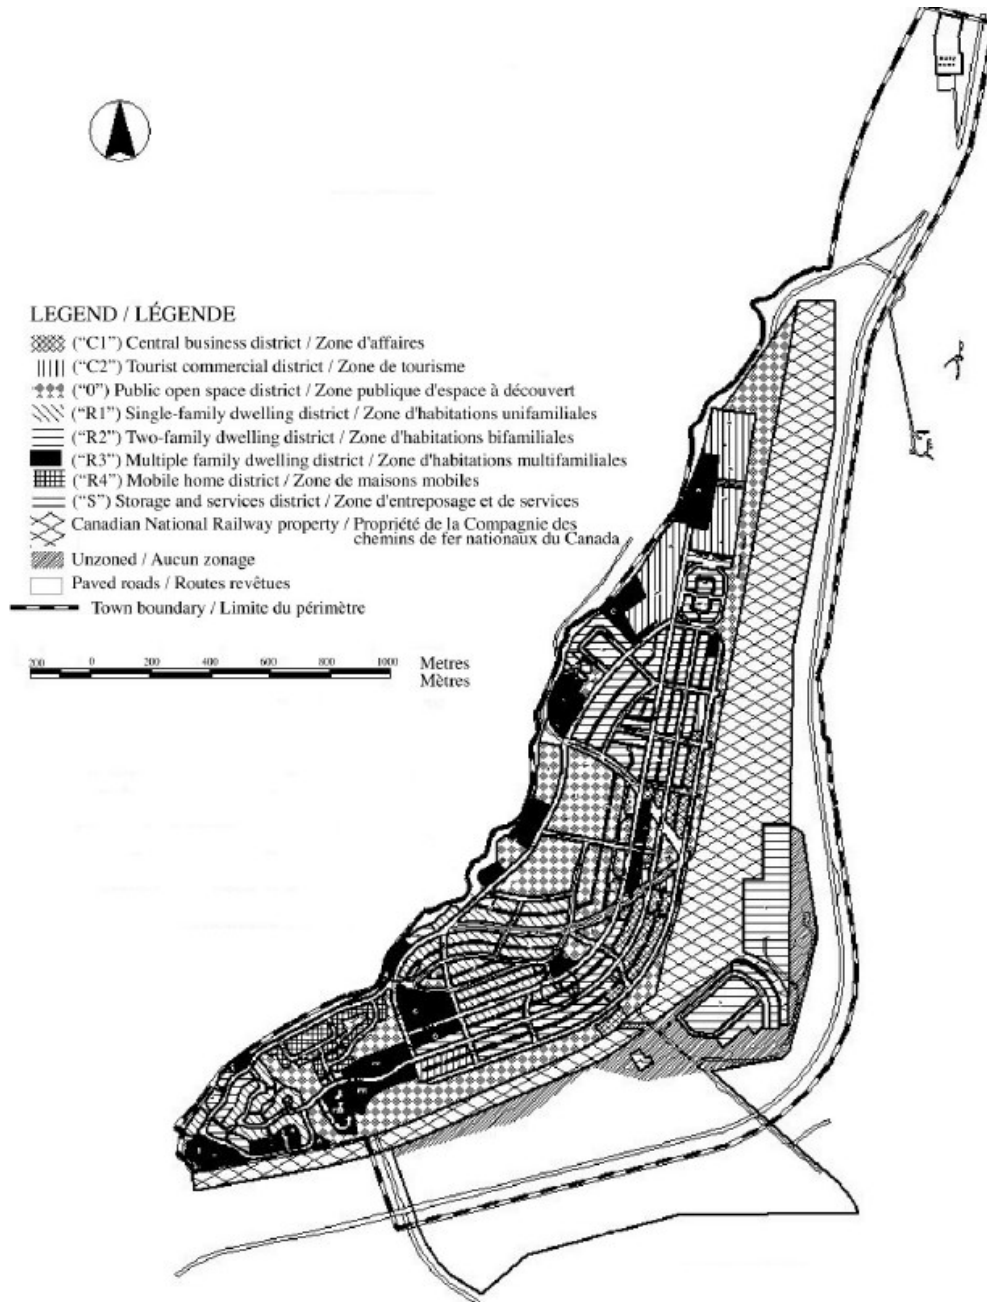 LEGEND / LÉGENDE
("C1") Central business district / Zone d'affaires
("C2") Tourist commercial district / Zone de tourisme
("0") Public open space district / Zone publique d'espace à découvert
("R1") Single-family dwelling district / Zone d'habitations unifamiliales
("R2") Two-family dwelling district / Zone d'habitations bifamiliales
("R3") Multiple family dwelling district / Zone d'habitations multifamiliales
("R4") Mobile home district / Zone de maisons mobiles
("S") Storage and services district / Zone d'entreposage et de services
Canadian National Railway property / Propriété de la Compagnie des
chemins de fer nationaux du Canada
Unzoned / Aucun zonage
Paved roads / Routes revêtues
Town boundary / Limite du périmètre
200 0 200 400 600 800 1000 Metres
Mètres